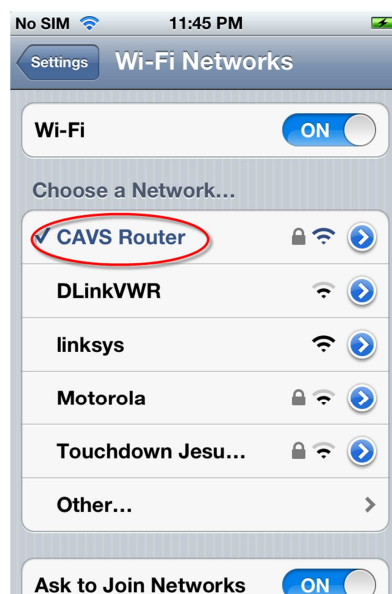 No SIM 11:45 PM
Settings Wi-Fi Networks
Wi-Fi ON
Choose a Network...
✓ CAVS Router
DLinkVWR
linksys
Motorola
Touchdown Jesu...
Other...
Ask to Join Networks ON